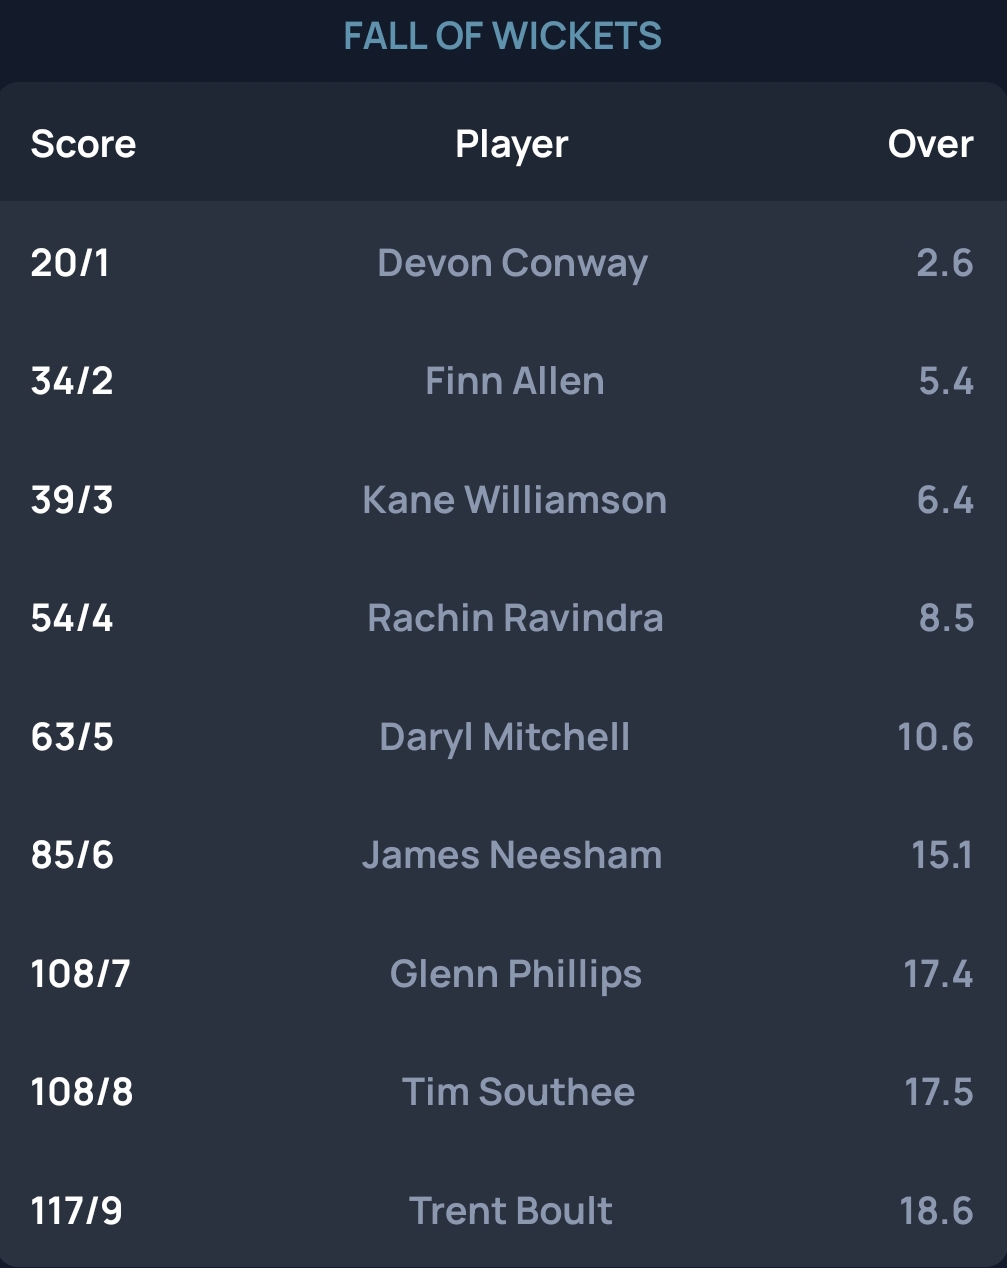 FALL OF WICKETS
Score Player Over
20/1 Devon Conway 2.6
34/2 Finn Allen 5.4
39/3 Kane Williamson 6.4
54/4 Rachin Ravindra 8.5
63/5 Daryl Mitchell 10.6
85/6 James Neesham 15.1
108/7 Glenn Phillips 17.4
108/8 Tim Southee 17.5
117/9 Trent Boult 18.6